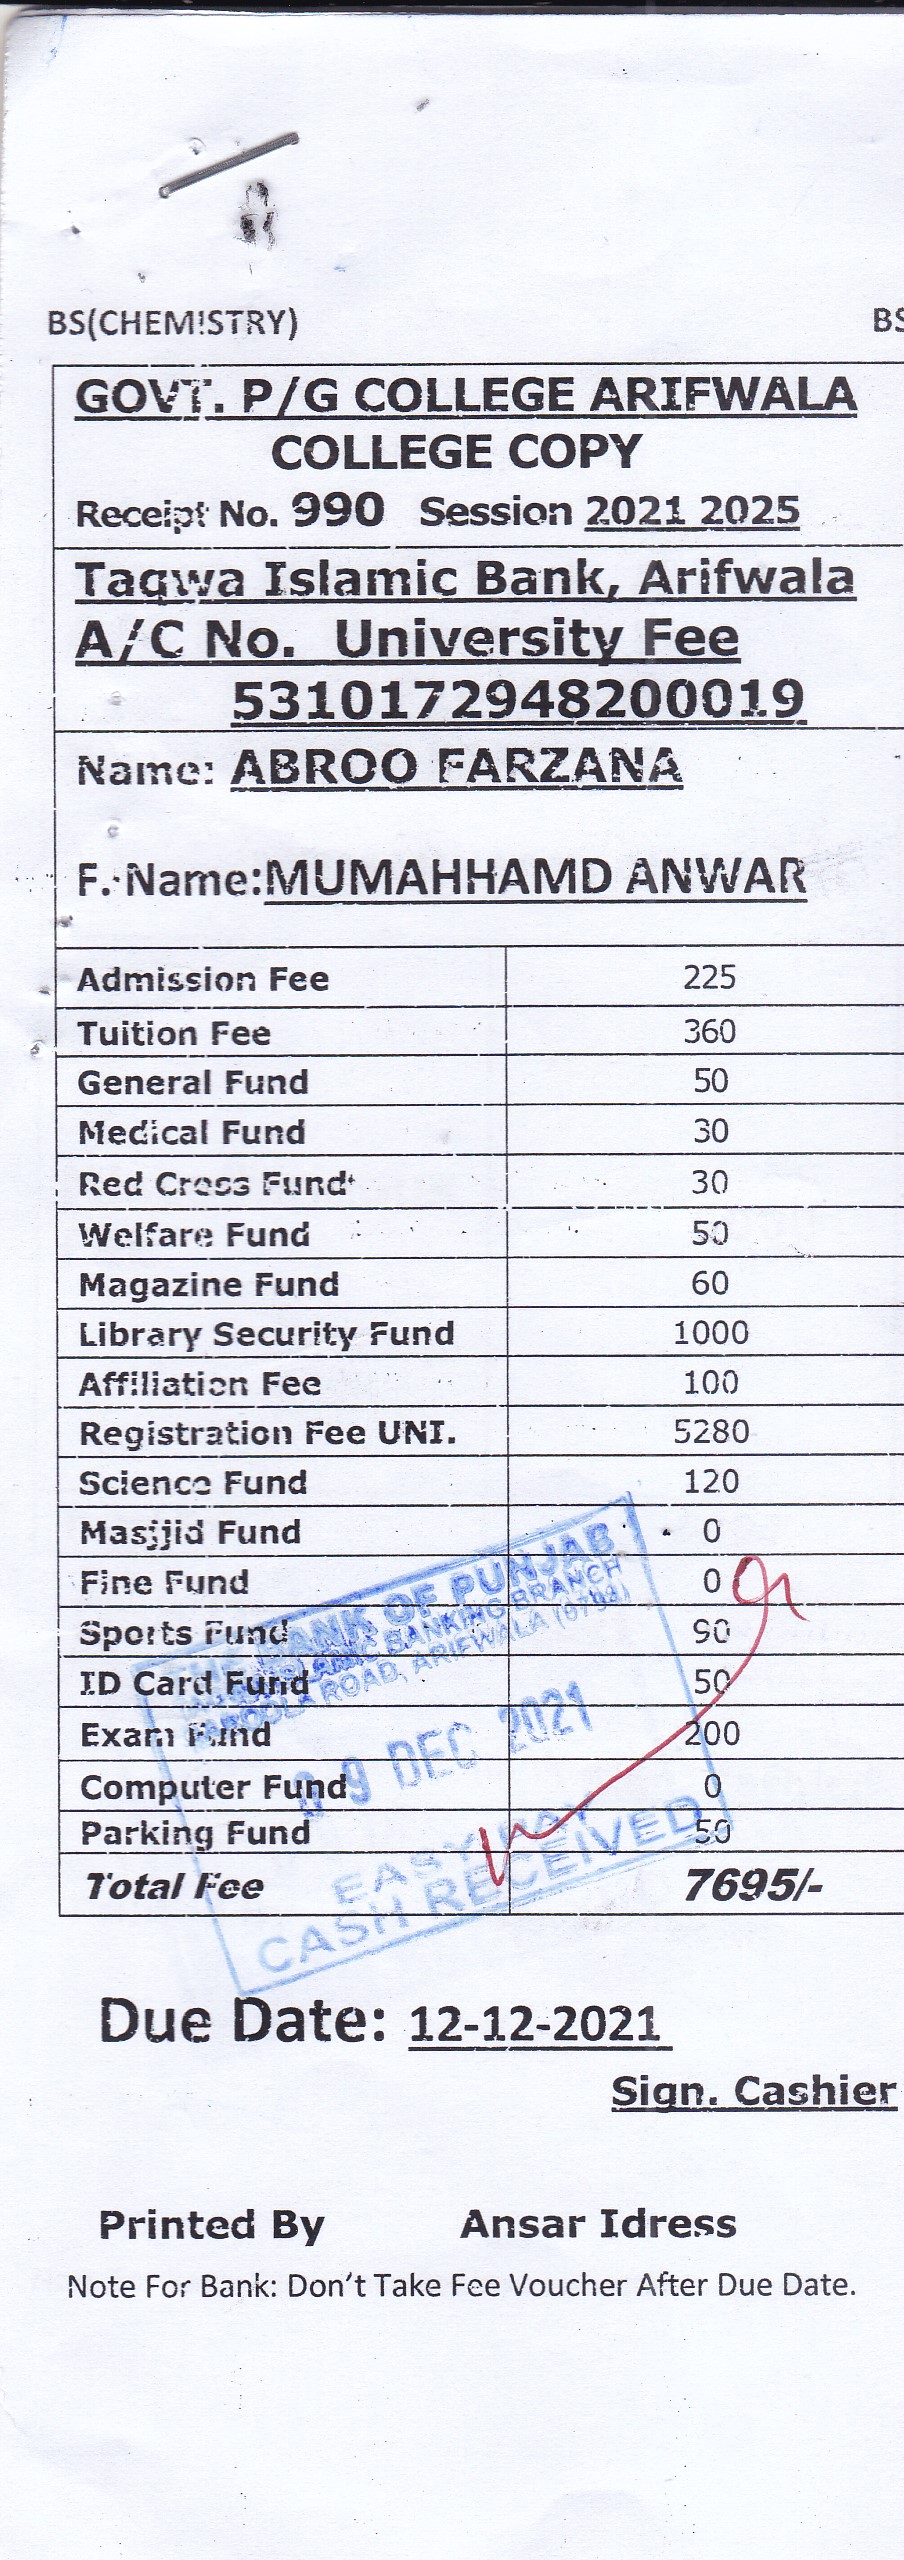 BS(CHEMISTRY)
BS
GOVT. P/G COLLEGE ARIFWALA
COLLEGE COPY
Receipt No. 990 Session 2021 2025
Taqwa Islamic Bank, Arifwala
A/C No. University Fee
5310172948200019
Name: ABROO FARZANA
F. Name:MUMAHHAMD ANWAR
Admission Fee 225
Tuition Fee 360
General Fund 50
Medical Fund 30
Red Cross Fund 30
Welfare Fund 50
Magazine Fund 60
Library Security Fund 1000
Affiliation Fee 100
Registration Fee UNI. 5280
Science Fund 120
Masjjid Fund 0
Fine Fund 0
Sports Fund 90
ID Card Fund 50
Exam Fund 200
Computer Fund 0
Parking Fund 50
Total Fee 7695/-
THE BANK OF PUNJAB
ISLAMIC BANKING BRANCH
ROAD, ARIFWALA
09 DEC 2021
EASY PAY
CASH RECEIVED
Due Date: 12-12-2021
Sign. Cashier
Printed By Ansar Idress
Note For Bank: Don't Take Fee Voucher After Due Date.